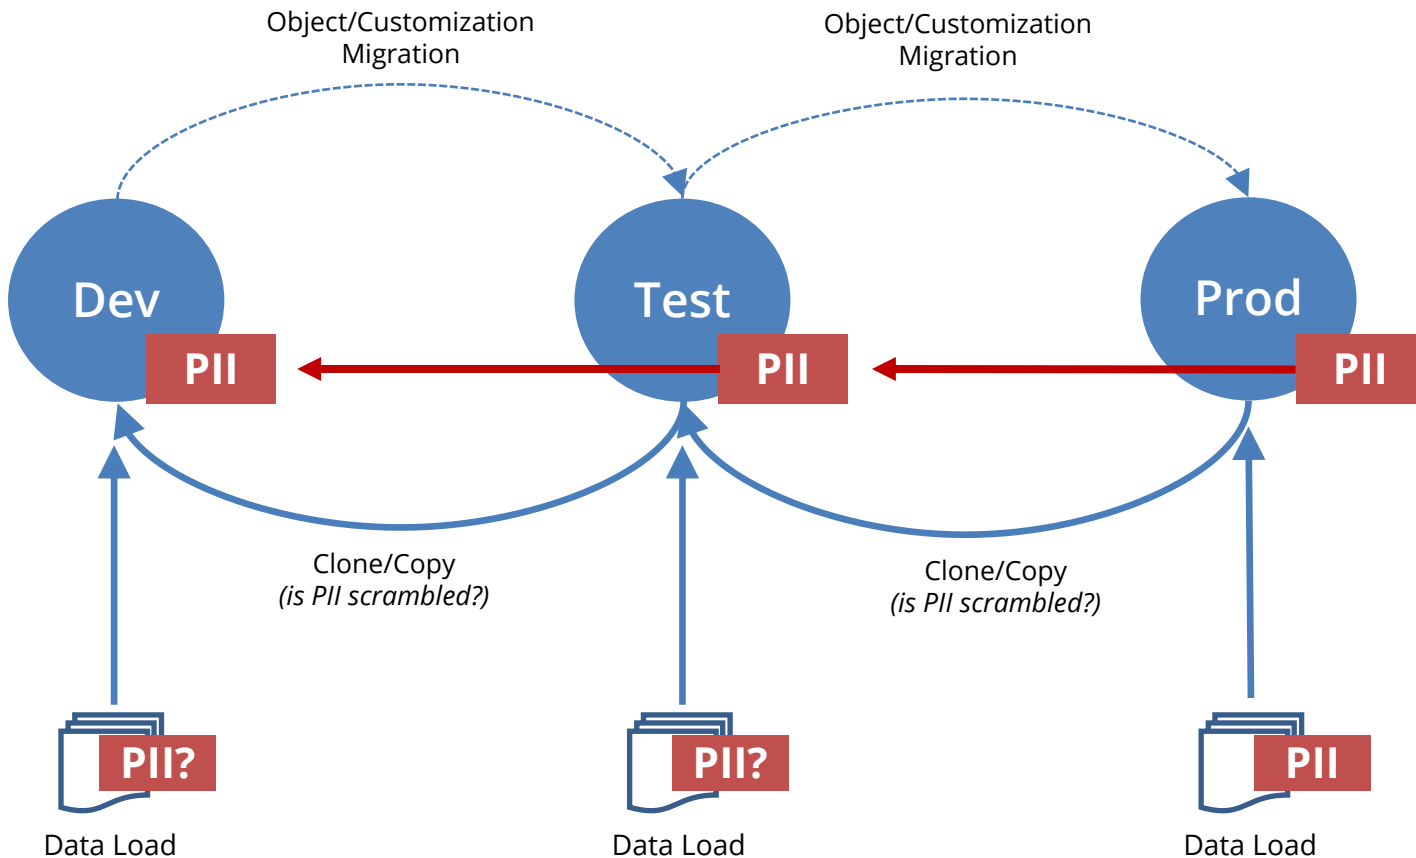 Object/Customization
Migration
Object/Customization
Migration
Dev
Test
Prod
PII
PII
PII
Clone/Copy
(is PII scrambled?)
Clone/Copy
(is PII scrambled?)
PII?
PII?
PII
Data Load
Data Load
Data Load